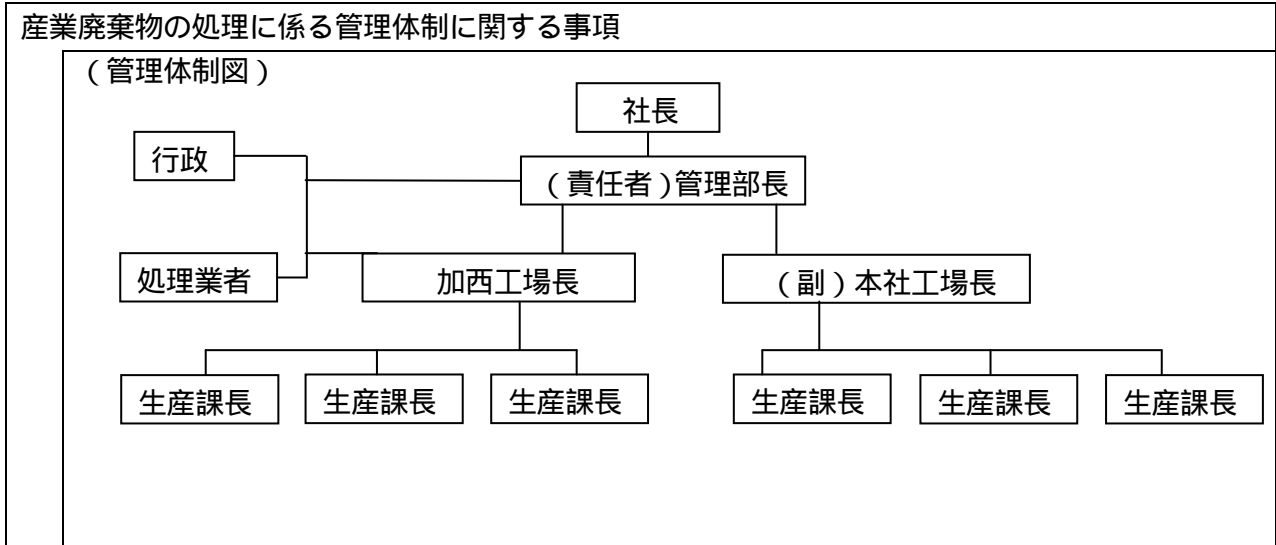 産業廃棄物の処理に係る管理体制に関する事項
（管理体制図）
社長
行政
（責任者）管理部長
処理業者
加西工場長
（副）本社工場長
生産課長
生産課長
生産課長
生産課長
生産課長
生産課長